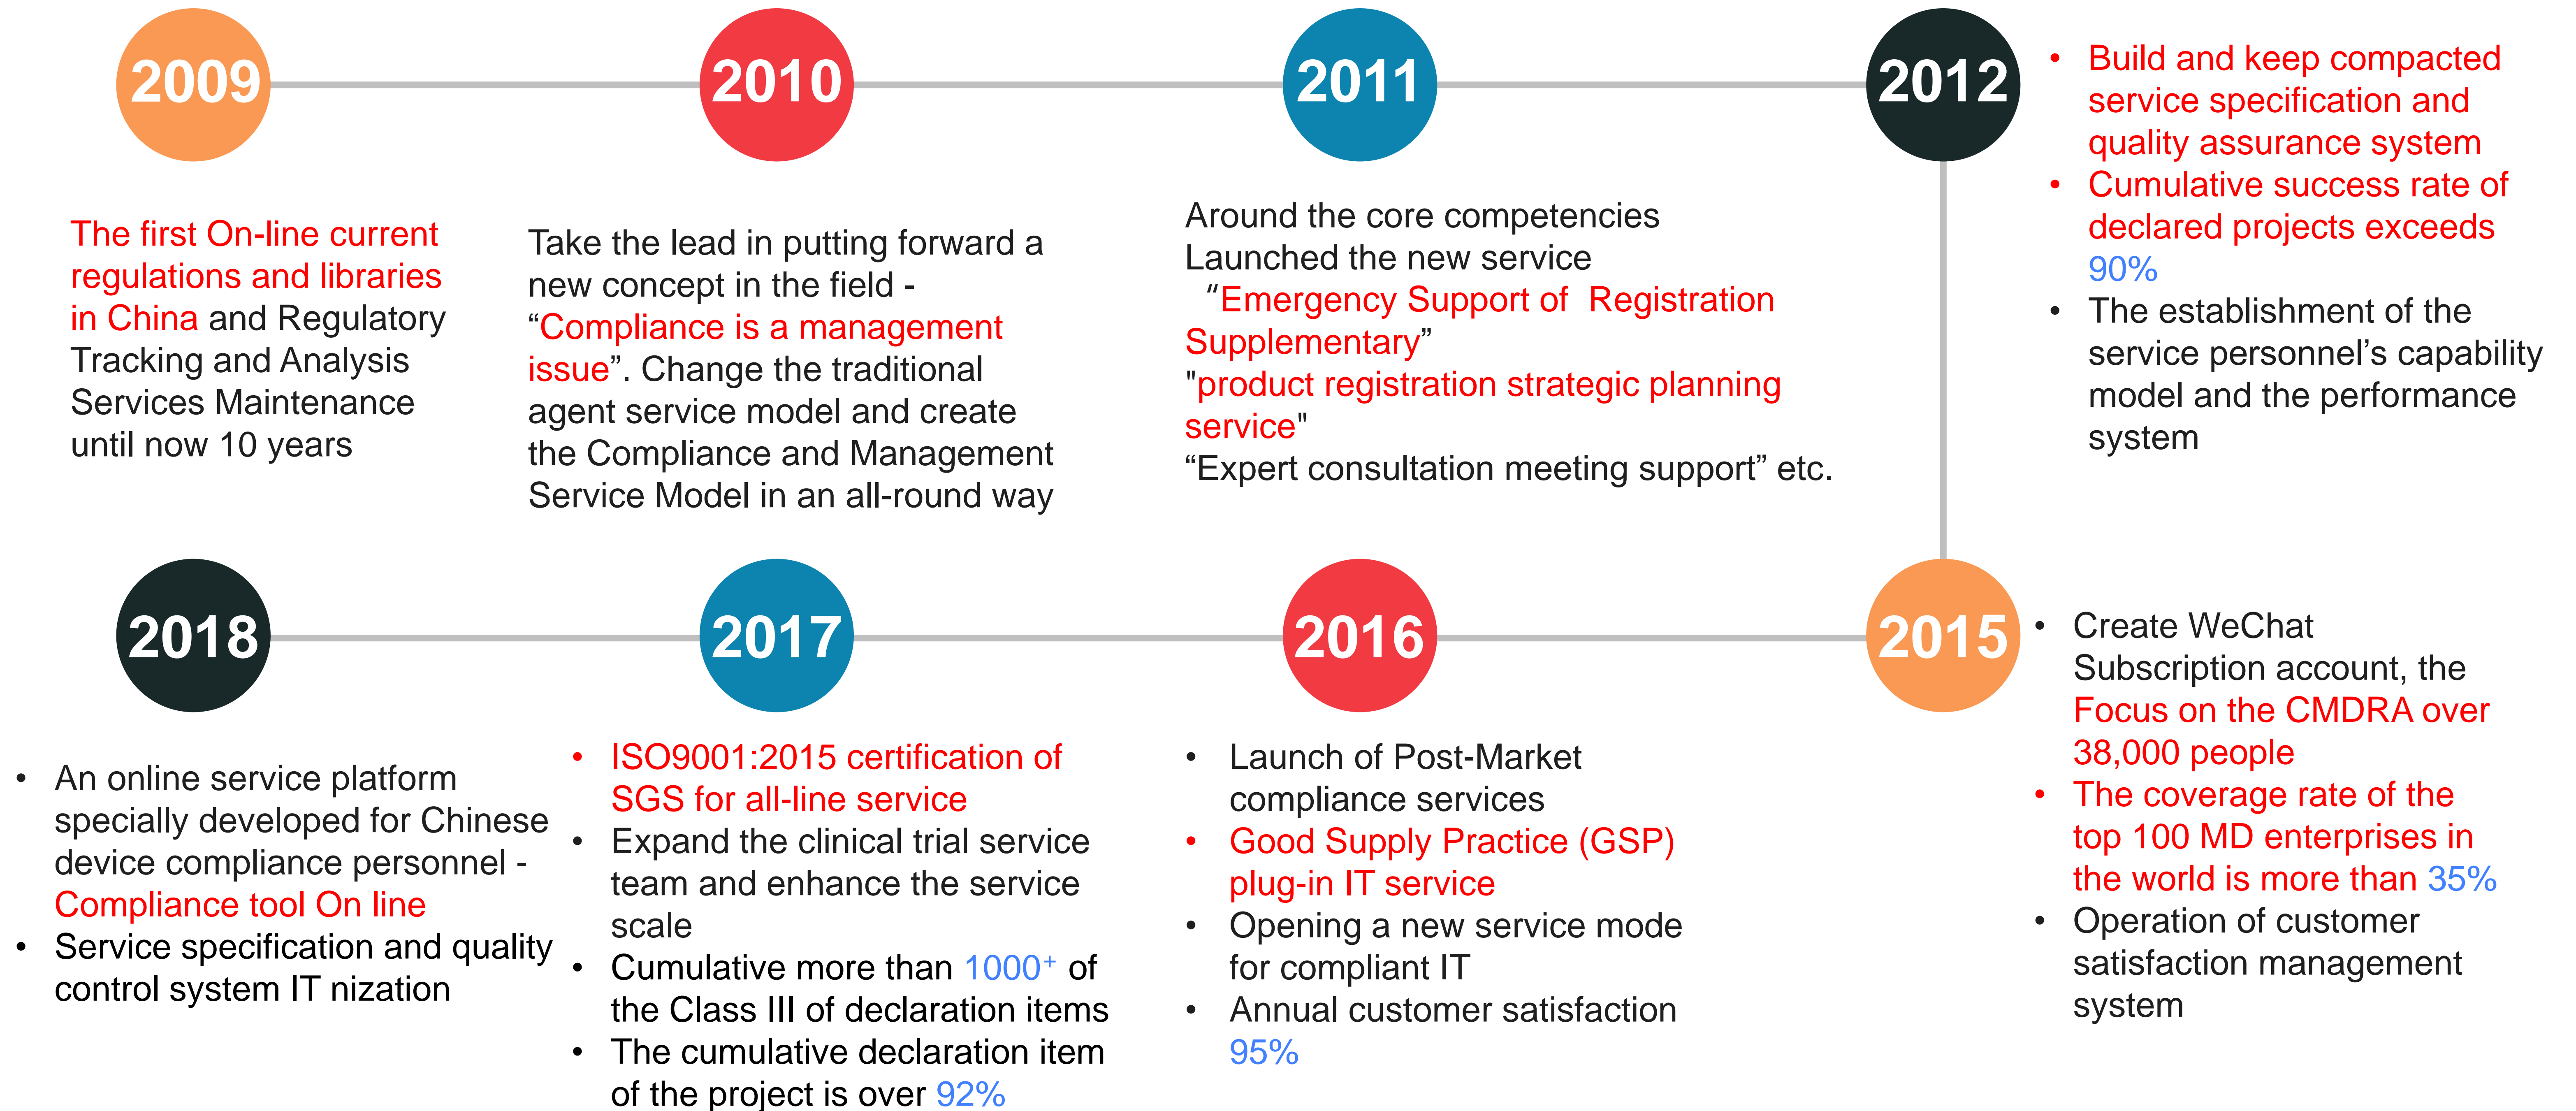 2009
The first On-line current
regulations and libraries
in China and Regulatory
Tracking and Analysis
Services Maintenance
until now 10 years
2010
Take the lead in putting forward a
new concept in the field -
“Compliance is a management
issue”. Change the traditional
agent service model and create
the Compliance and Management
Service Model in an all-round way
2011
Around the core competencies
Launched the new service
“Emergency Support of Registration
Supplementary”
"product registration strategic planning
service"
“Expert consultation meeting support” etc.
2012
• Build and keep compacted
service specification and
quality assurance system
• Cumulative success rate of
declared projects exceeds
90%
• The establishment of the
service personnel’s capability
model and the performance
system
2015
• Create WeChat
Subscription account, the
Focus on the CMDRA over
38,000 people
• The coverage rate of the
top 100 MD enterprises in
the world is more than 35%
• Operation of customer
satisfaction management
system
2016
• Launch of Post-Market
compliance services
• Good Supply Practice (GSP)
plug-in IT service
• Opening a new service mode
for compliant IT
• Annual customer satisfaction
95%
2017
• ISO9001:2015 certification of
SGS for all-line service
• Expand the clinical trial service
team and enhance the service
scale
• Cumulative more than 1000⁺ of
the Class III of declaration items
• The cumulative declaration item
of the project is over 92%
2018
• An online service platform
specially developed for Chinese
device compliance personnel -
Compliance tool On line
• Service specification and quality
control system IT nization